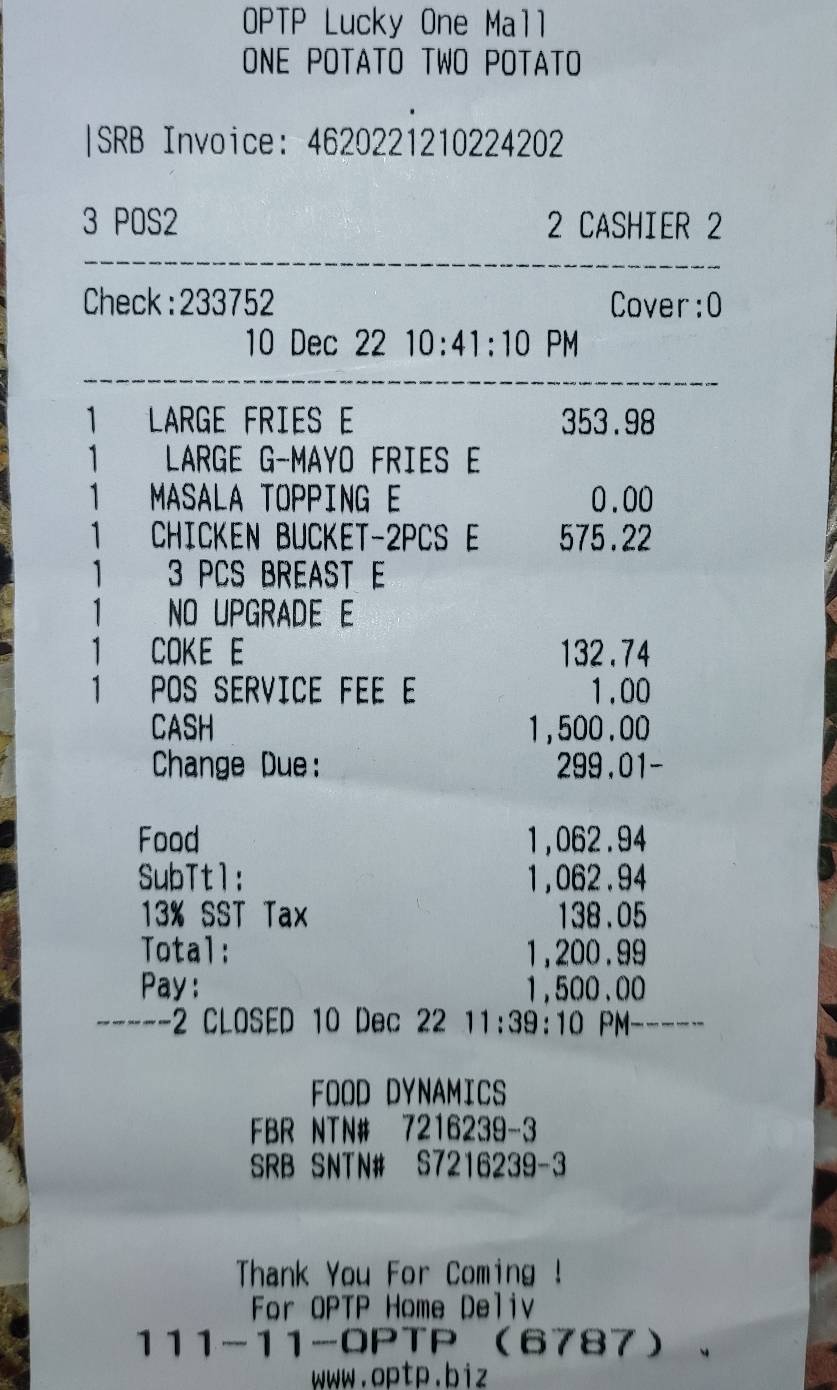 OPTP Lucky One Mall
ONE POTATO TWO POTATO
.
|SRB Invoice: 4620221210224202
3 POS2 2 CASHIER 2
----------------------------------------
Check:233752 Cover:0
10 Dec 22 10:41:10 PM
----------------------------------------
1 LARGE FRIES E 353.98
1 LARGE G-MAYO FRIES E
1 MASALA TOPPING E 0.00
1 CHICKEN BUCKET-2PCS E 575.22
1 3 PCS BREAST E
1 NO UPGRADE E
1 COKE E 132.74
1 POS SERVICE FEE E 1.00
CASH 1,500.00
Change Due: 299.01-
Food 1,062.94
SubTtl: 1,062.94
13% SST Tax 138.05
Total: 1,200.99
Pay: 1,500.00
-----2 CLOSED 10 Dec 22 11:39:10 PM-----
FOOD DYNAMICS
FBR NTN# 7216239-3
SRB SNTN# S7216239-3
Thank You For Coming !
For OPTP Home Deliv
111-11-OPTP (6787) .
www.optp.biz